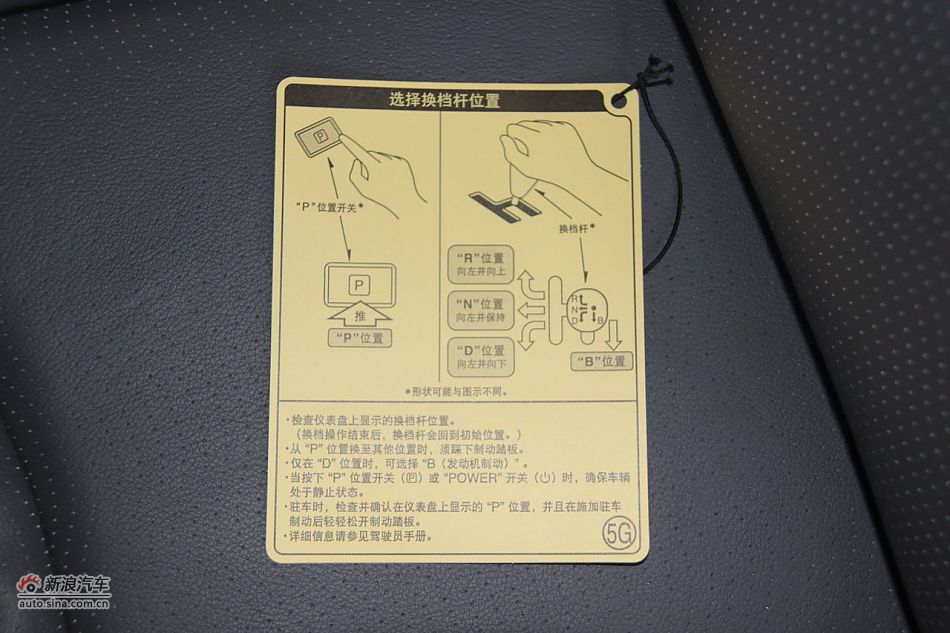 选择换档杆位置
P
“P”位置开关*
P
推
“P”位置
换档杆*
“R”位置
向左并向上
“N”位置
向左并保持
“D”位置
向左并向下
R
N
D
B
“B”位置
*形状可能与图示不同。
·检查仪表盘上显示的换档杆位置。
（换档操作结束后，换档杆会回到初始位置。）
·从“P”位置换至其他位置时，须踩下制动踏板。
·仅在“D”位置时，可选择“B（发动机制动）”。
·当按下“P”位置开关（P）或“POWER”开关（⏻）时，确保车辆
处于静止状态。
·驻车时，检查并确认在仪表盘上显示的“P”位置，并且在施加驻车
制动后轻轻松开制动踏板。
·详细信息请参见驾驶员手册。
5G
新浪汽车
auto.sina.com.cn